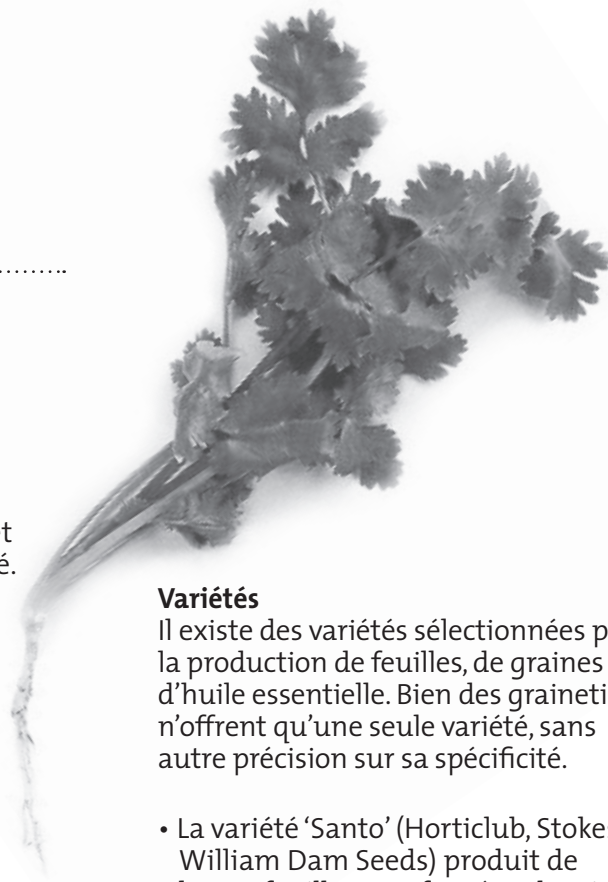 é.
Variétés
Il existe des variétés sélectionnées
la production de feuilles, de graines
d’huile essentielle. Bien des
n’offrent qu’une seule variété, sans
autre précision sur sa spécificité.
• La variété ‘Santo’ (Horticlub,
William Dam Seeds) produit de